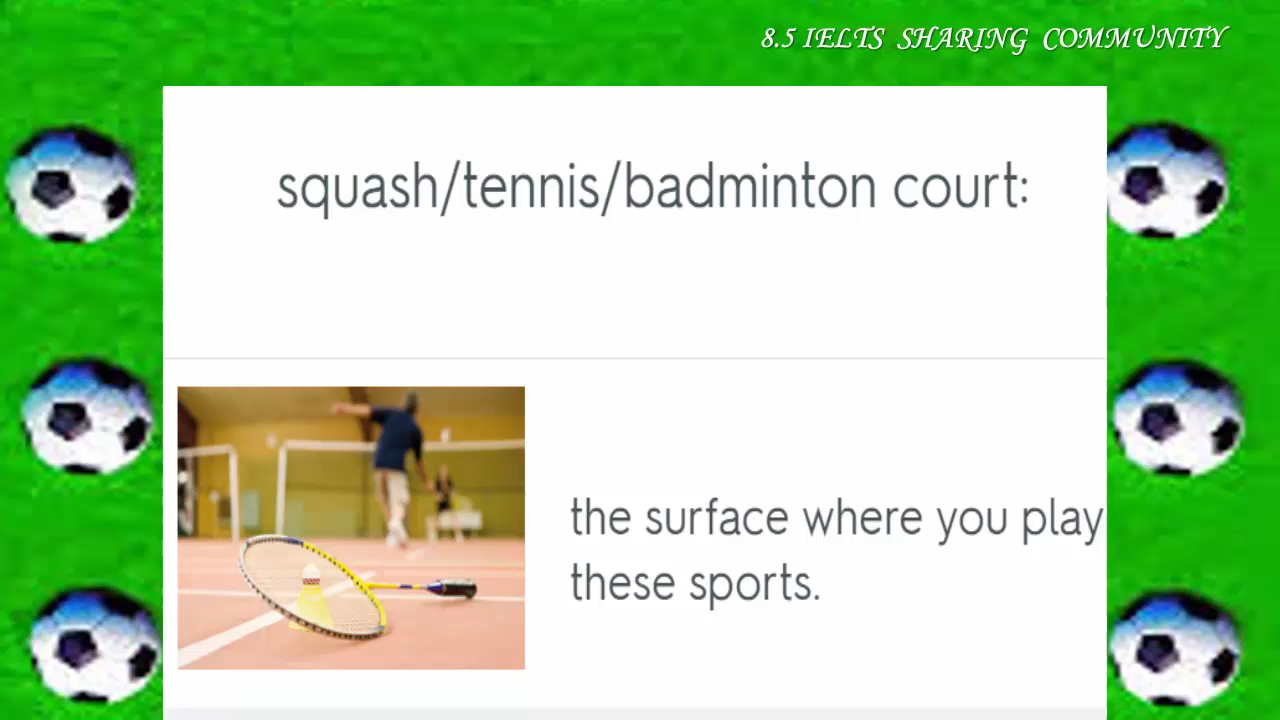 8.5 IELTS SHARING COMMUNITY
squash/tennis/badminton court:
the surface where you play
these sports.